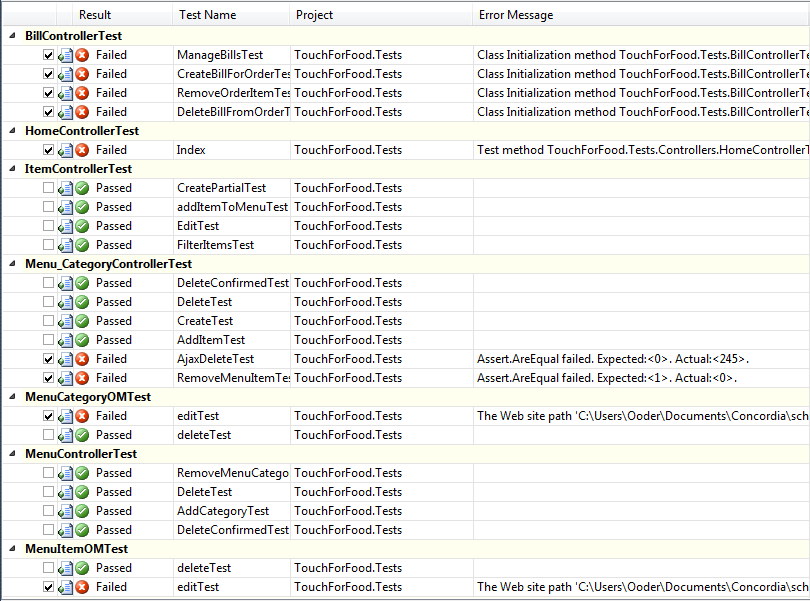 Result Test Name Project Error Message
BillControllerTest
Failed ManageBillsTest TouchForFood.Tests Class Initialization method TouchForFood.Tests.BillControllerTe
Failed CreateBillForOrderTes TouchForFood.Tests Class Initialization method TouchForFood.Tests.BillControllerTe
Failed RemoveOrderItemTes TouchForFood.Tests Class Initialization method TouchForFood.Tests.BillControllerTe
Failed DeleteBillFromOrderT TouchForFood.Tests Class Initialization method TouchForFood.Tests.BillControllerTe
HomeControllerTest
Failed Index TouchForFood.Tests Test method TouchForFood.Tests.Controllers.HomeControllerT
ItemControllerTest
Passed CreatePartialTest TouchForFood.Tests
Passed addItemToMenuTest TouchForFood.Tests
Passed EditTest TouchForFood.Tests
Passed FilterItemsTest TouchForFood.Tests
Menu_CategoryControllerTest
Passed DeleteConfirmedTest TouchForFood.Tests
Passed DeleteTest TouchForFood.Tests
Passed CreateTest TouchForFood.Tests
Passed AddItemTest TouchForFood.Tests
Failed AjaxDeleteTest TouchForFood.Tests Assert.AreEqual failed. Expected:<0>. Actual:<245>.
Failed RemoveMenuItemTes TouchForFood.Tests Assert.AreEqual failed. Expected:<1>. Actual:<0>.
MenuCategoryOMTest
Failed editTest TouchForFood.Tests The Web site path 'C:\Users\Ooder\Documents\Concordia\sch
Passed deleteTest TouchForFood.Tests
MenuControllerTest
Passed RemoveMenuCatego TouchForFood.Tests
Passed DeleteTest TouchForFood.Tests
Passed AddCategoryTest TouchForFood.Tests
Passed DeleteConfirmedTest TouchForFood.Tests
MenuItemOMTest
Passed deleteTest TouchForFood.Tests
Failed editTest TouchForFood.Tests The Web site path 'C:\Users\Ooder\Documents\Concordia\sch